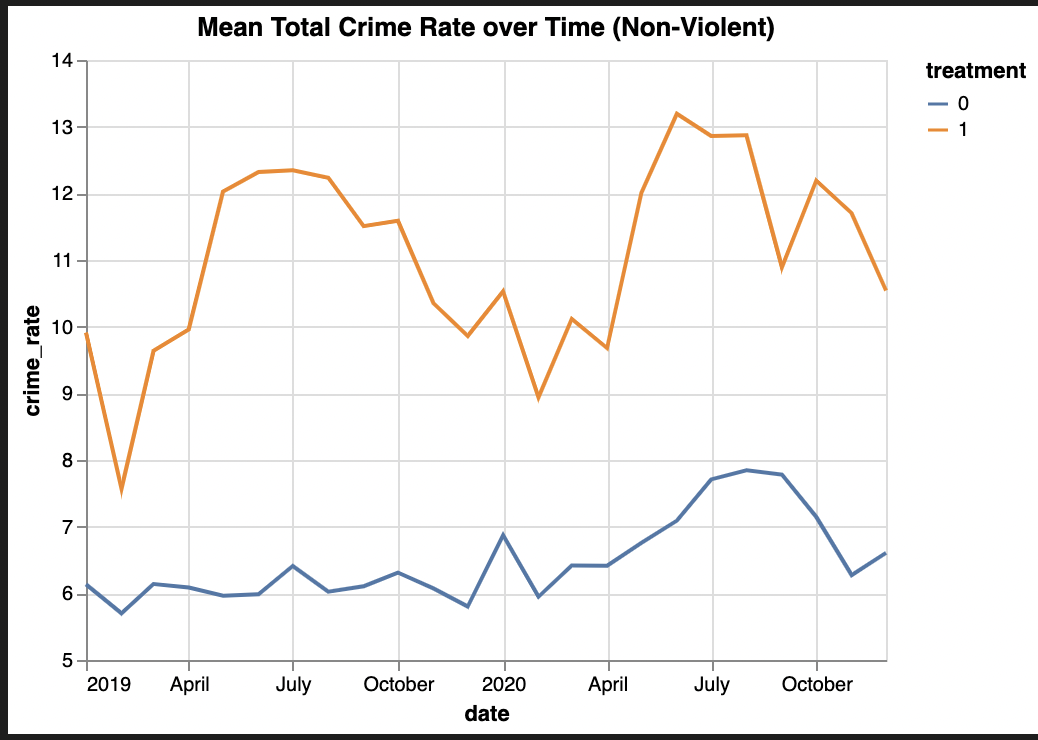 Mean Total Crime Rate over Time (Non-Violent)
treatment
0
1
crime_rate
14
13
12
11
10
9
8
7
6
5
2019 April July October 2020 April July October
date